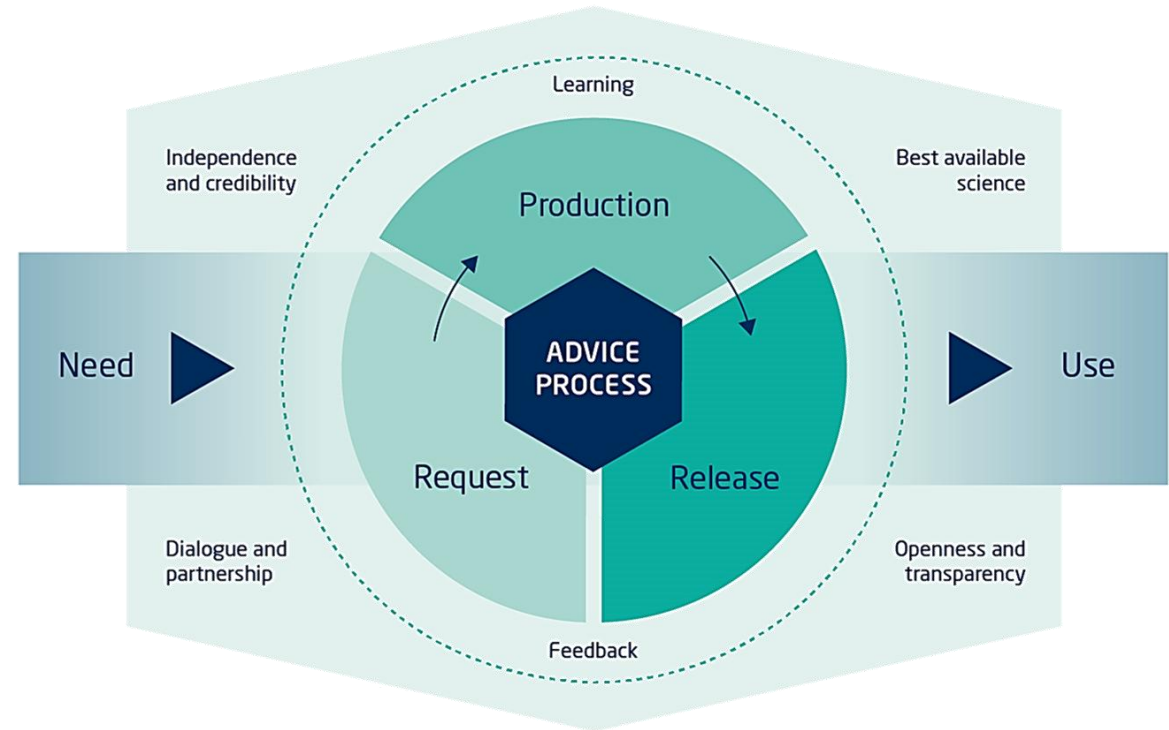 Learning
Independence
and credibility
Best available
science
Production
Need
ADVICE
PROCESS
Use
Request
Release
Dialogue and
partnership
Openness and
transparency
Feedback